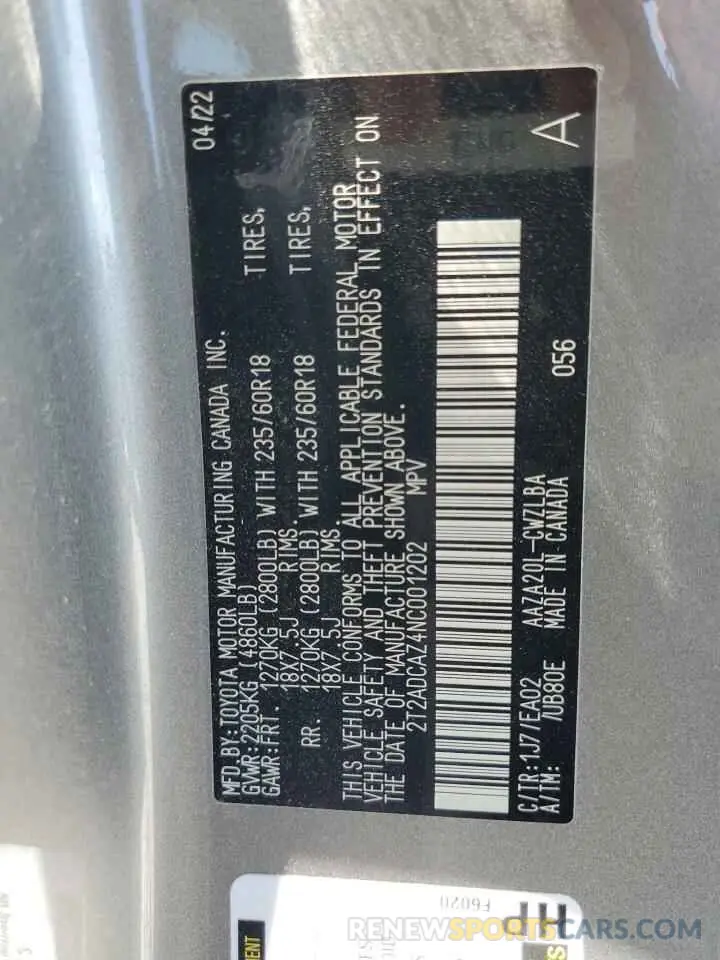 MFD.BY:TOYOTA MOTOR MANUFACTURING CANADA INC. 04/22
GVWR:2205KG (4860LB)
GAWR:FRT. 1270KG (2800LB) WITH 235/60R18 TIRES,
18X7.5J RIMS.
RR. 1270KG (2800LB) WITH 235/60R18 TIRES,
18X7.5J RIMS.
THIS VEHICLE CONFORMS TO ALL APPLICABLE FEDERAL MOTOR
VEHICLE SAFETY AND THEFT PREVENTION STANDARDS IN EFFECT ON
THE DATE OF MANUFACTURE SHOWN ABOVE.
2T2ADCAZ4NC001202 MPV
C/TR:1J7/EA02 AAZA20L-CWZLBA
A/TM: /UB80E MADE IN CANADA 056 A
F6020
RENEWSPORTSCARS.COM